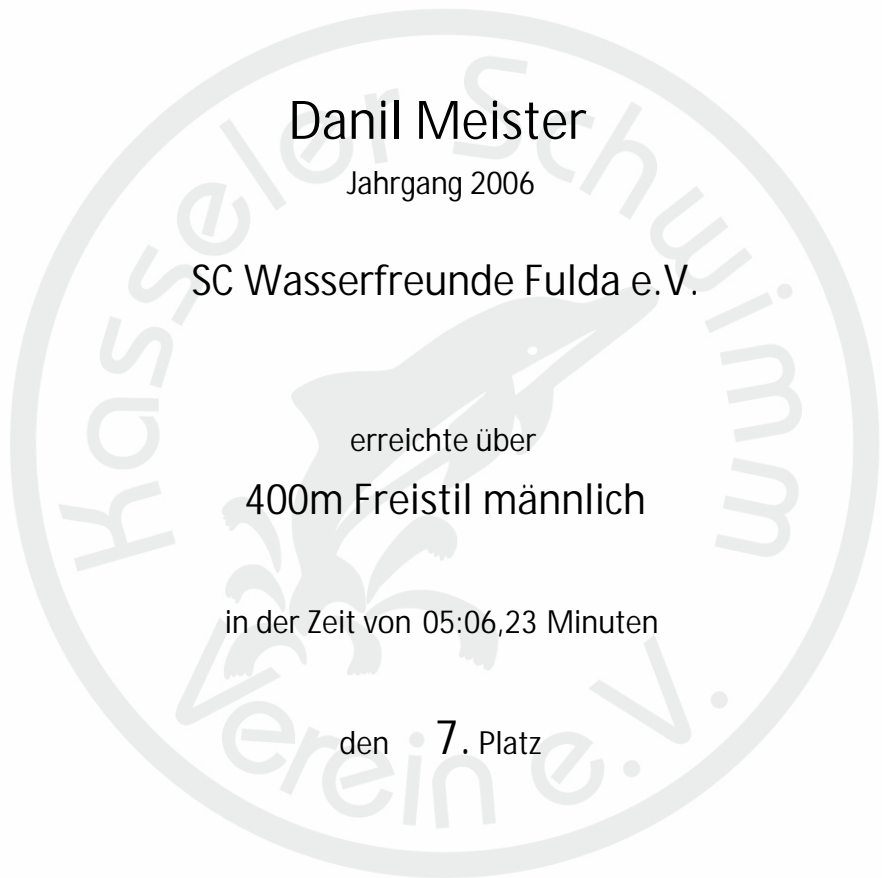 Danil Meister
Jahrgang 2006
SC Wasserfreunde Fulda e.V.
erreichte über
400m Freistil männlich
in der Zeit von 05:06,23 Minuten
den 7. Platz
Kasseler Schwimm
Verein e.V.